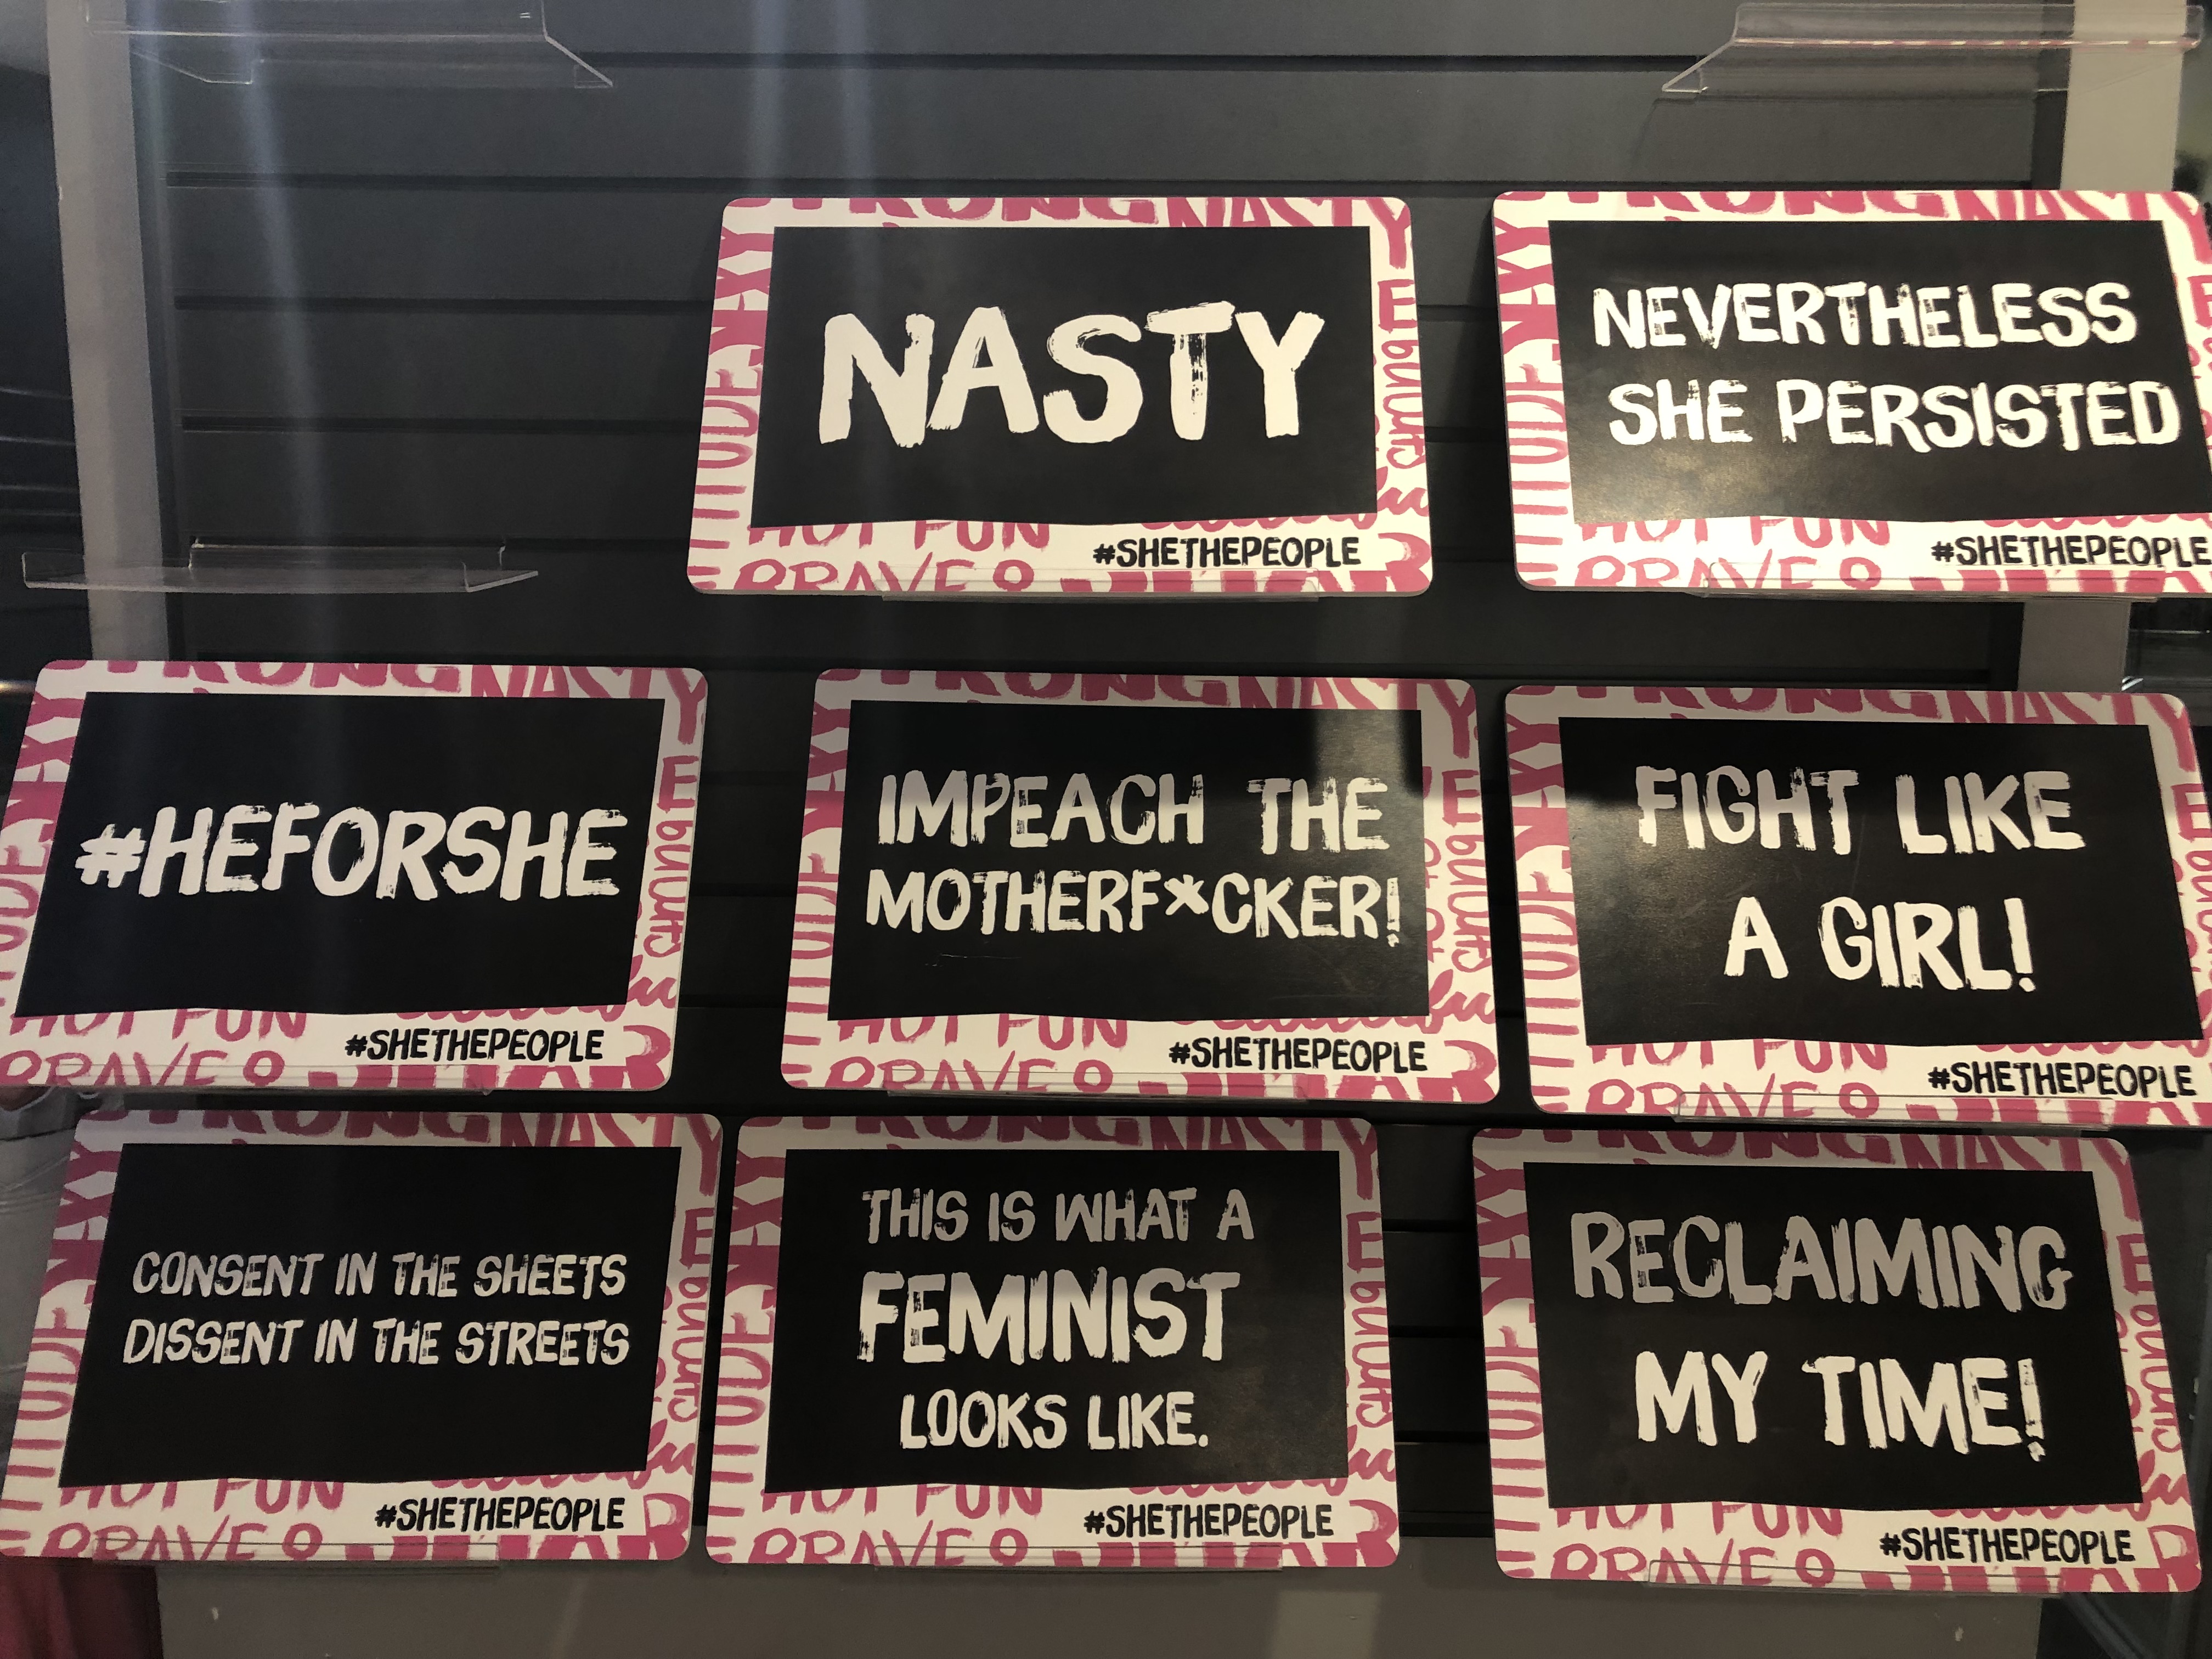 NASTY
#SHETHEPEOPLE
NEVERTHELESS
SHE PERSISTED
#SHETHEPEOPLE
#HEFORSHE
#SHETHEPEOPLE
IMPEACH THE
MOTHERF*CKER!
#SHETHEPEOPLE
FIGHT LIKE
A GIRL!
#SHETHEPEOPLE
CONSENT IN THE SHEETS
DISSENT IN THE STREETS
#SHETHEPEOPLE
THIS IS WHAT A
FEMINIST
LOOKS LIKE.
#SHETHEPEOPLE
RECLAIMING
MY TIME!
#SHETHEPEOPLE